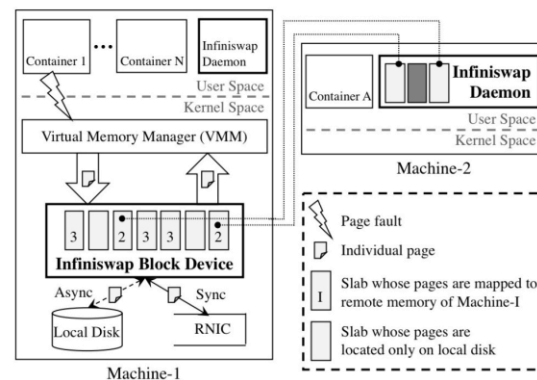 Container 1
Container N
Infiniswap
Daemon
User Space
Kernel Space
Virtual Memory Manager (VMM)
3
2
3
3
2
Infiniswap Block Device
Async
Sync
Local Disk
RNIC
Machine-1
Container A
Infiniswap
Daemon
User Space
Kernel Space
Machine-2
Page fault
Individual page
I
Slab whose pages are mapped to
remote memory of Machine-I
Slab whose pages are
located only on local disk